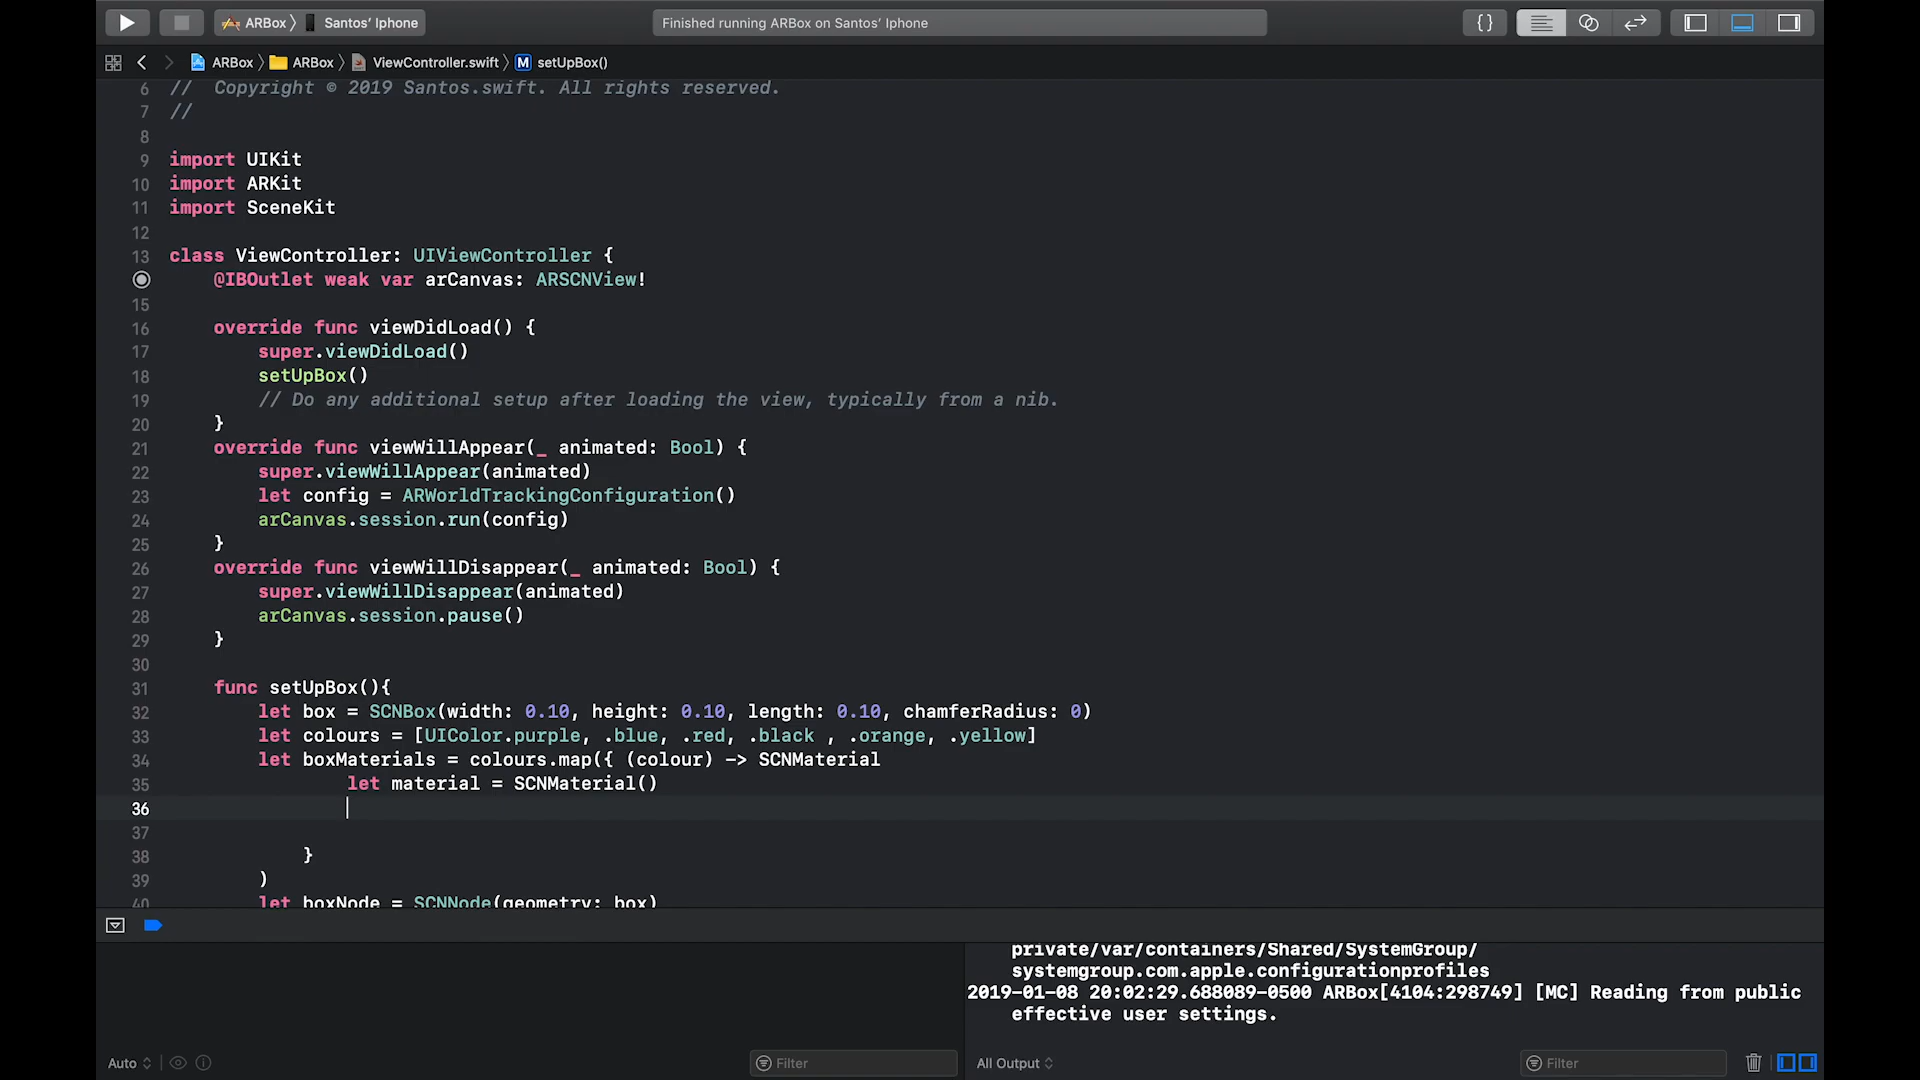 ARBox
Santos’ Iphone
Finished running ARBox on Santos’ Iphone
{}
ARBox
ARBox
ViewController.swift
M setUpBox()
6 // Copyright © 2019 Santos.swift. All rights reserved.
7 //
8
9 import UIKit
10 import ARKit
11 import SceneKit
12
13 class ViewController: UIViewController {
@IBOutlet weak var arCanvas: ARSCNView!
15
16 override func viewDidLoad() {
17 super.viewDidLoad()
18 setUpBox()
19 // Do any additional setup after loading the view, typically from a nib.
20 }
21 override func viewWillAppear(_ animated: Bool) {
22 super.viewWillAppear(animated)
23 let config = ARWorldTrackingConfiguration()
24 arCanvas.session.run(config)
25 }
26 override func viewWillDisappear(_ animated: Bool) {
27 super.viewWillDisappear(animated)
28 arCanvas.session.pause()
29 }
30
31 func setUpBox(){
32 let box = SCNBox(width: 0.10, height: 0.10, length: 0.10, chamferRadius: 0)
33 let colours = [UIColor.purple, .blue, .red, .black , .orange, .yellow]
34 let boxMaterials = colours.map({ (colour) -> SCNMaterial
35 let material = SCNMaterial()
36
37
38 }
39 )
40 let boxNode = SCNNode(geometry: box)
private/var/containers/Shared/SystemGroup/
systemgroup.com.apple.configurationprofiles
2019-01-08 20:02:29.688089-0500 ARBox[4104:298749] [MC] Reading from public
effective user settings.
Auto
Filter
All Output
Filter